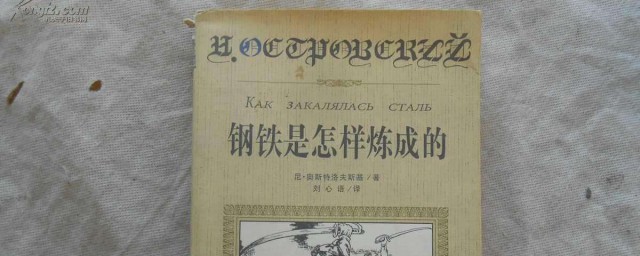 Н. ОСТРОВСКИЙ
КАК ЗАКАЛЯЛАСЬ СТАЛЬ
钢铁是怎样炼成的
尼·奥斯特洛夫斯基/著
刘心语/译